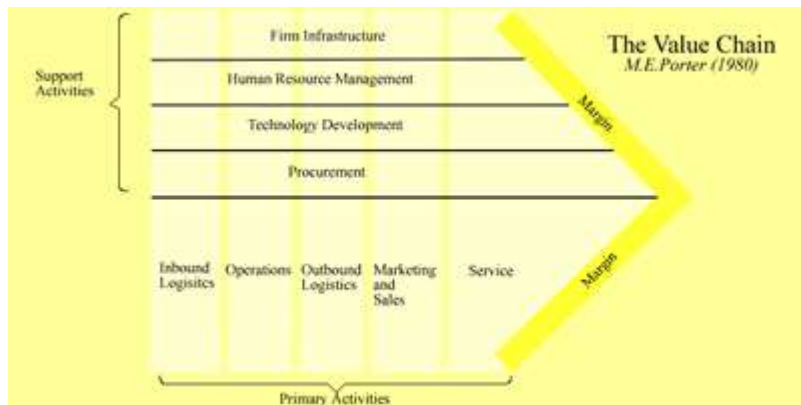 The Value Chain
M.E.Porter (1980)
Support
Activities
Firm Infrastructure
Human Resource Management
Technology Development
Procurement
Margin
Margin
Inbound
Logisitcs
Operations
Outbound
Logistics
Marketing
and
Sales
Service
Primary Activities